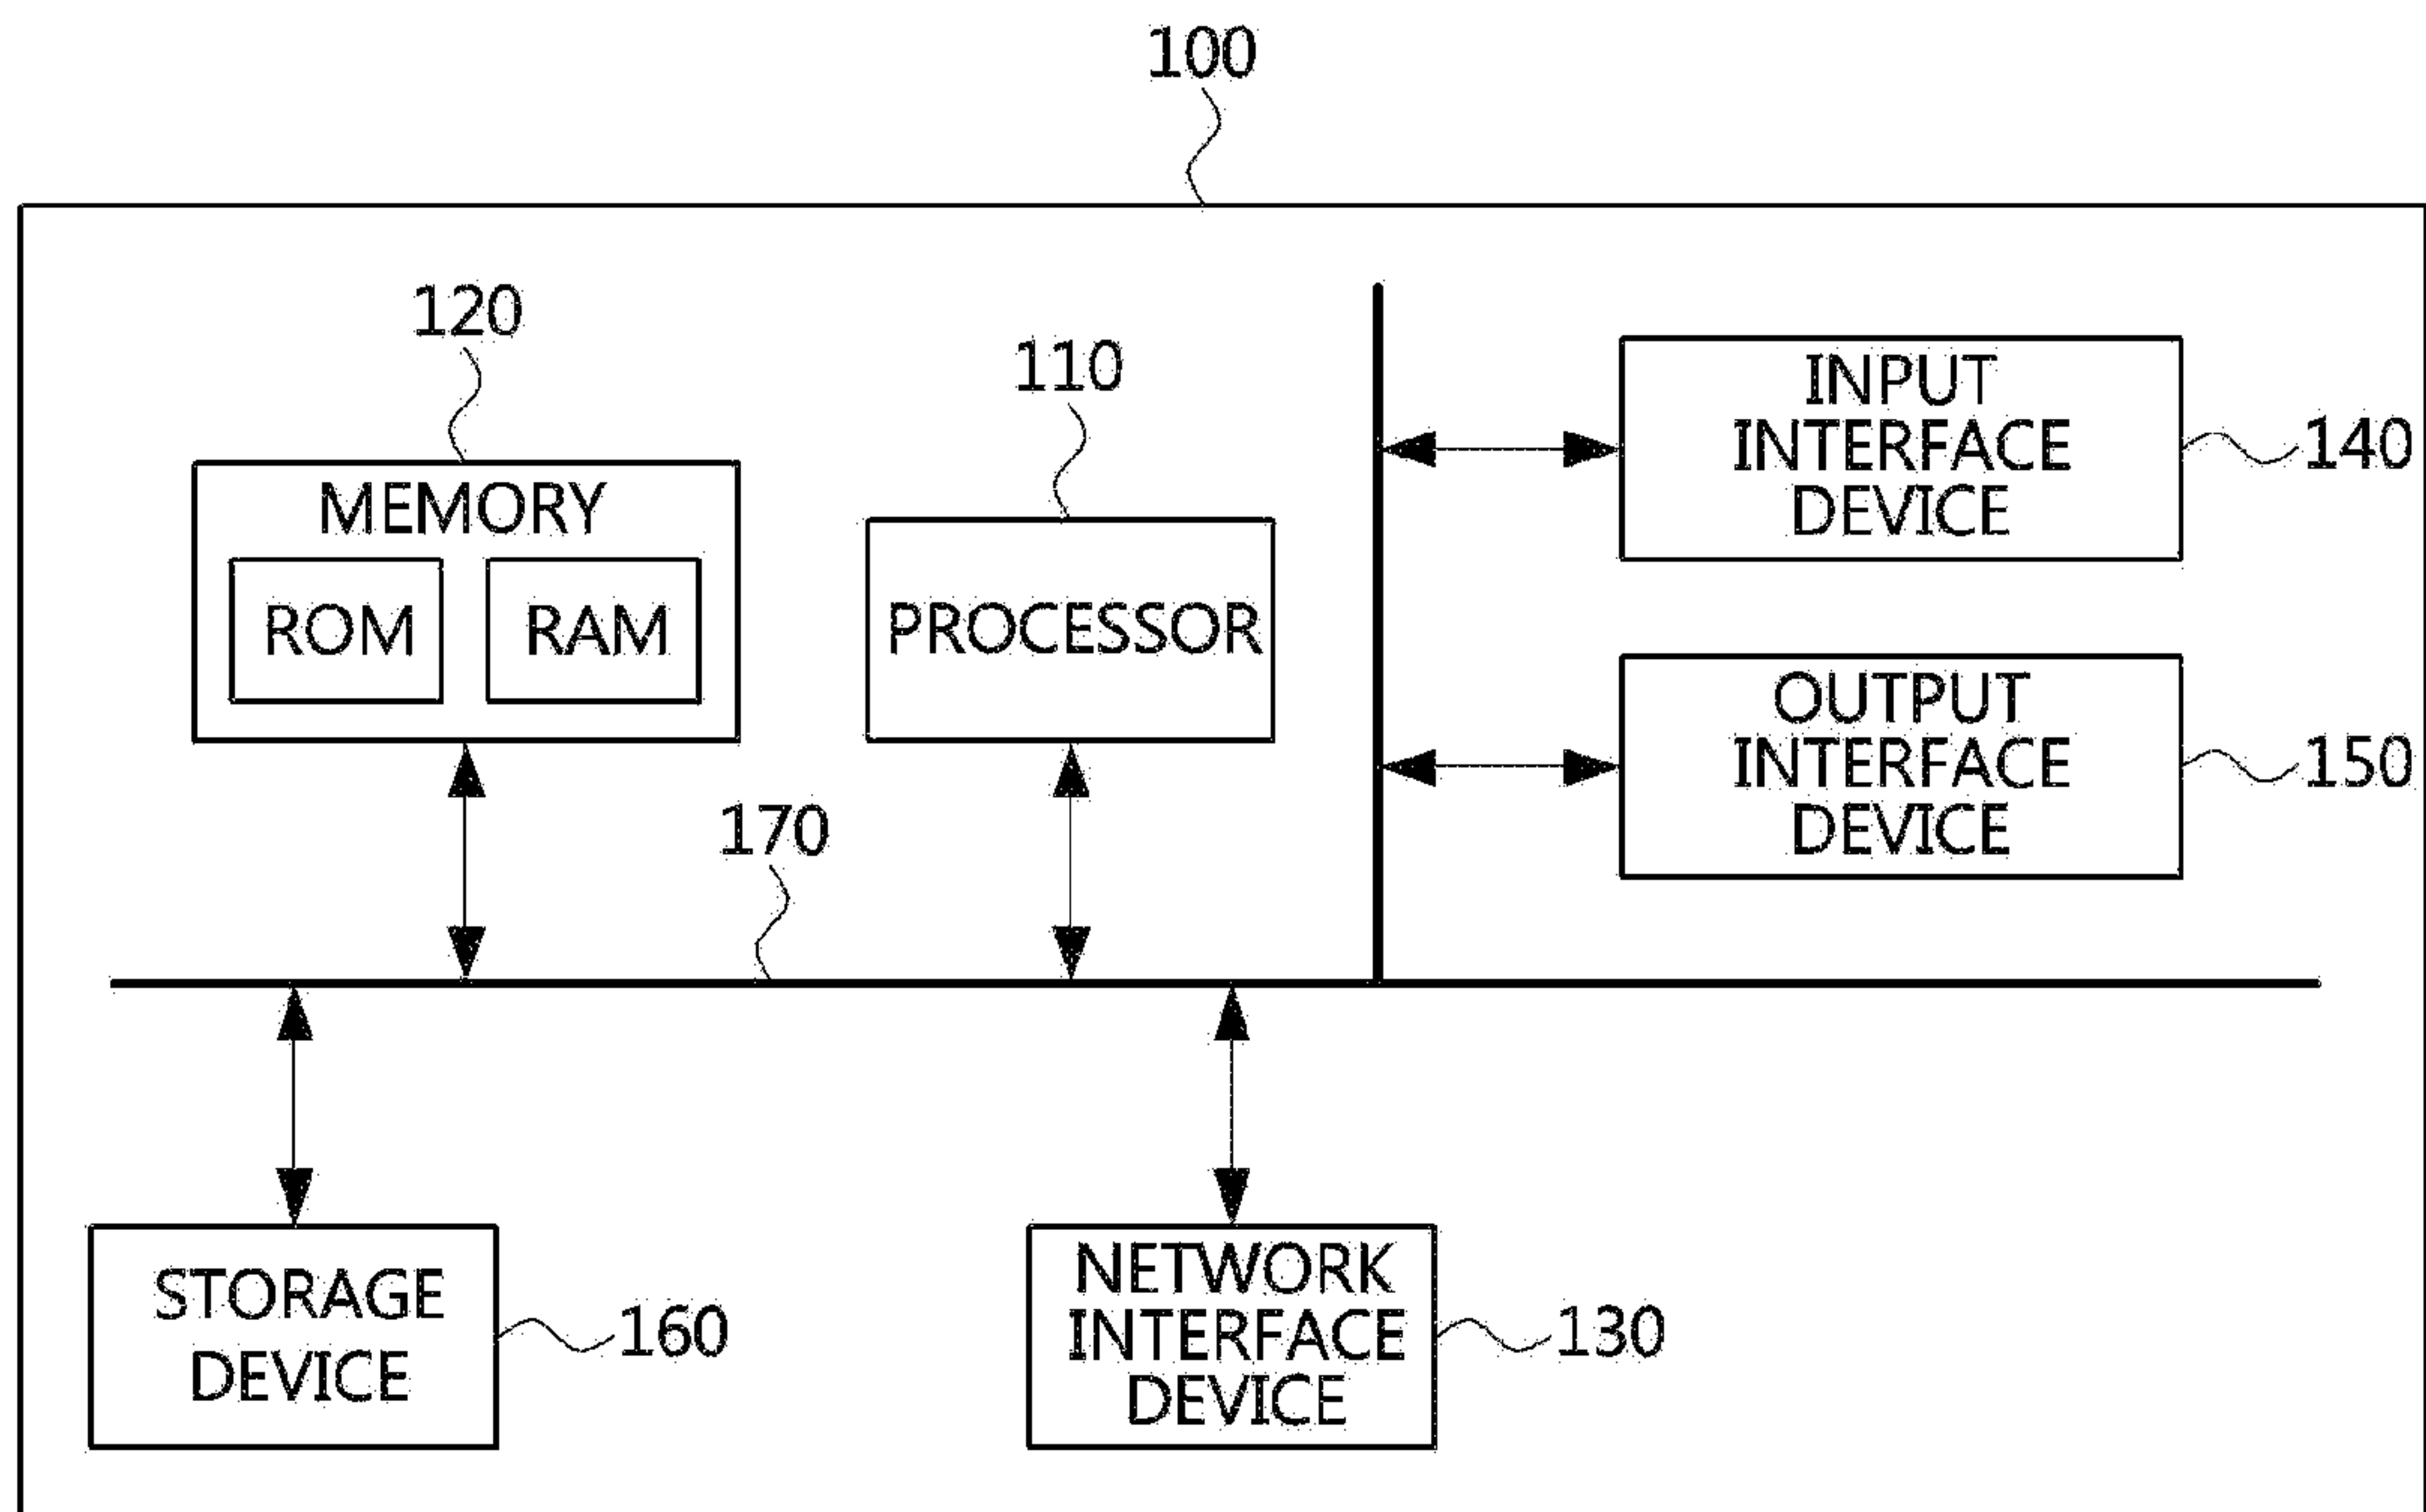 100
120
110
MEMORY
ROM
RAM
PROCESSOR
INPUT
INTERFACE
DEVICE
140
OUTPUT
INTERFACE
DEVICE
150
170
STORAGE
DEVICE
160
NETWORK
INTERFACE
DEVICE
130